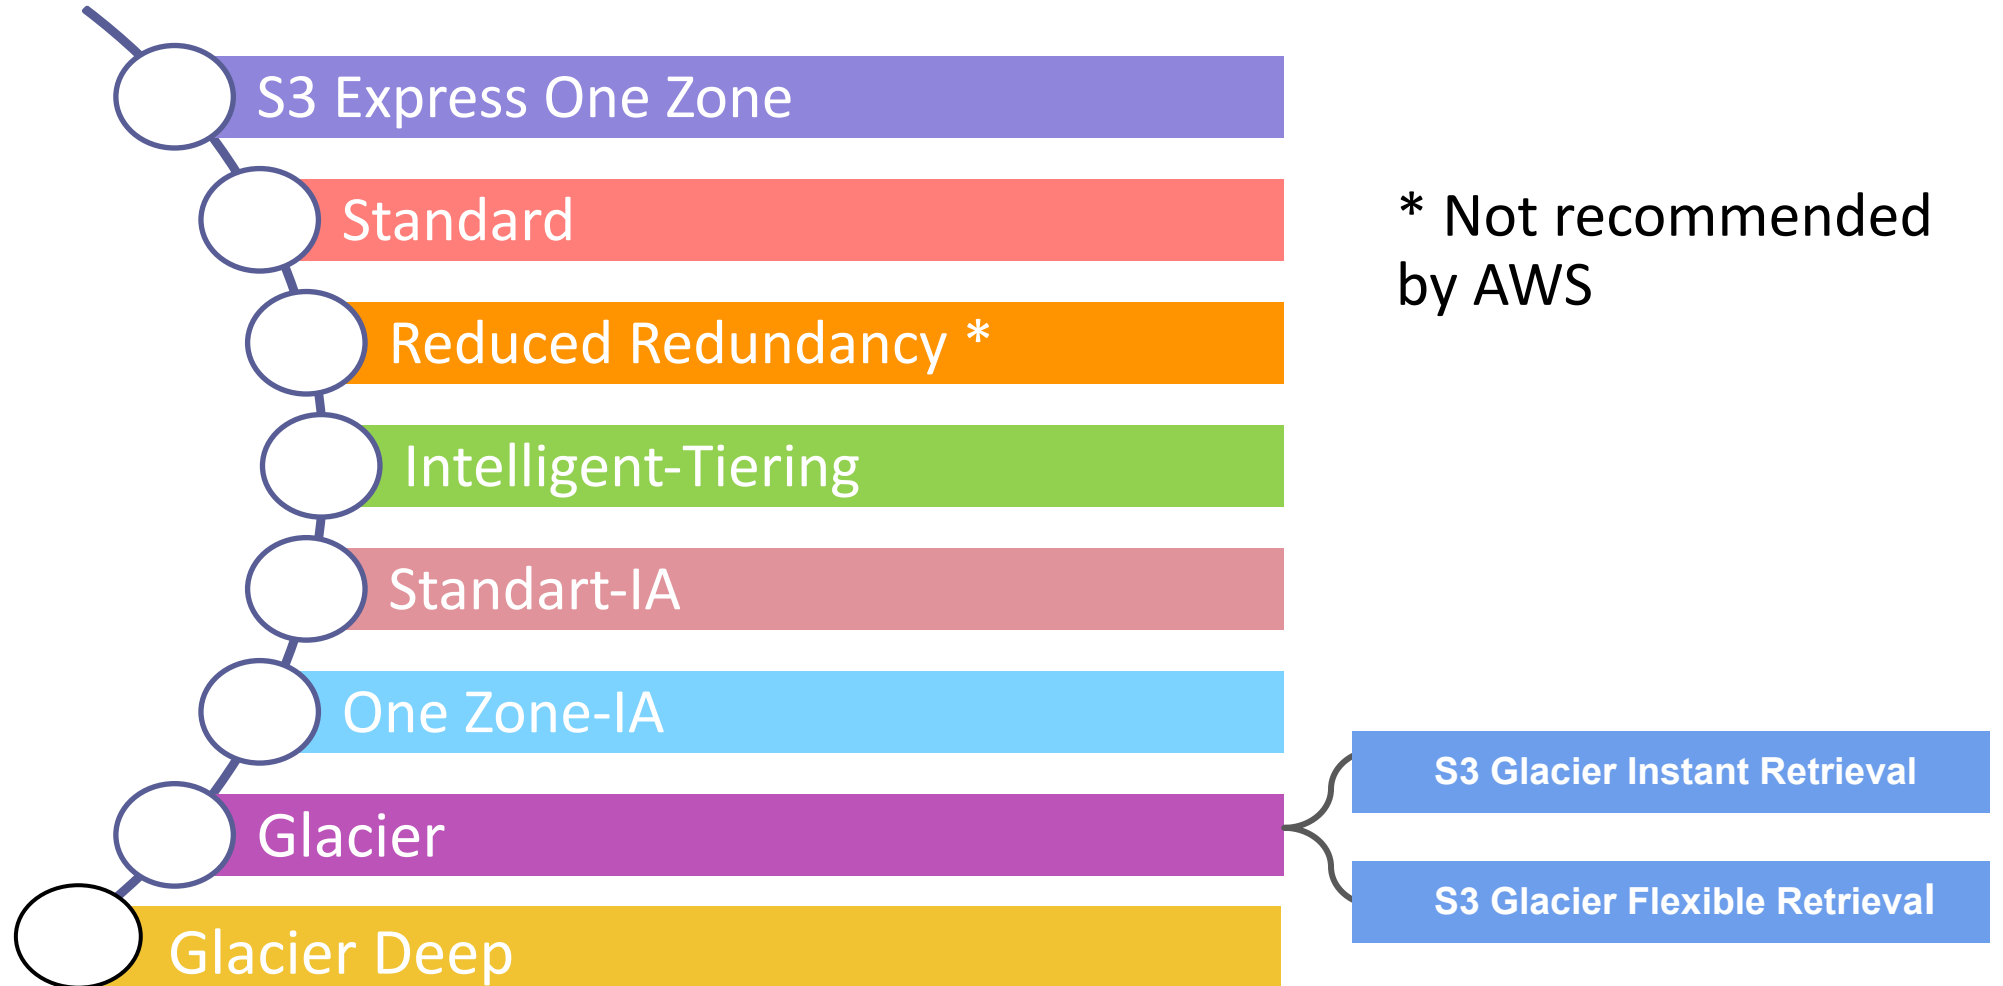 S3 Express One Zone
Standard
* Not recommended
by AWS
Reduced Redundancy *
Intelligent-Tiering
Standart-IA
One Zone-IA
Glacier
S3 Glacier Instant Retrieval
S3 Glacier Flexible Retrieval
Glacier Deep